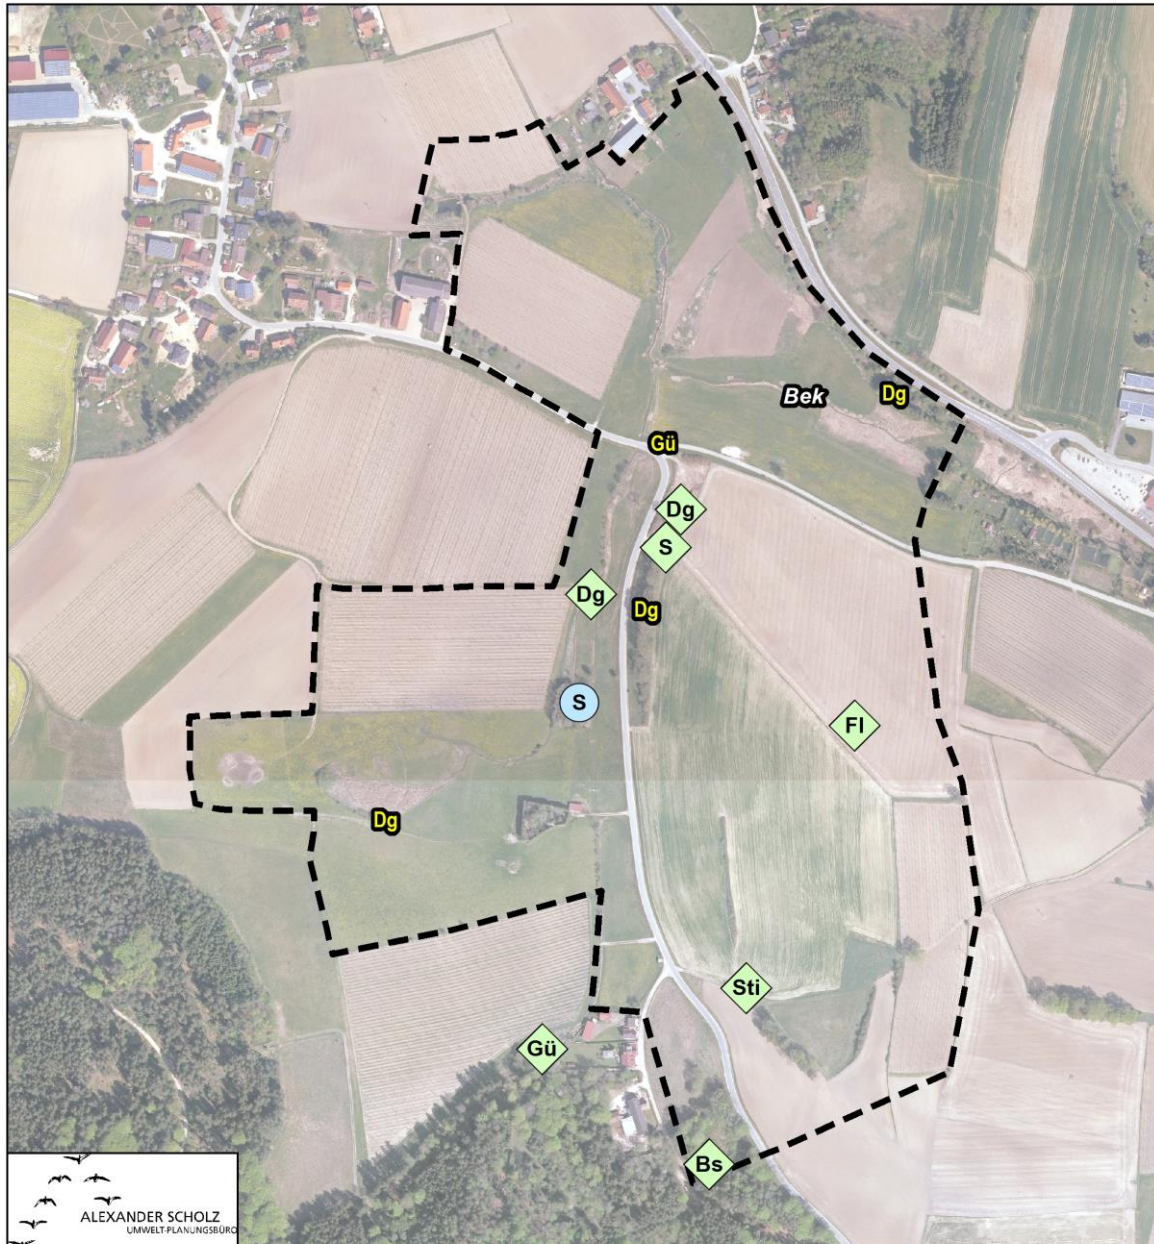 Bek
Dg
Gü
Dg
S
Dg
Dg
S
Fl
Dg
Sti
Gü
Bs
ALEXANDER SCHOLZ
UMWELT-PLANUNGSBÜRO